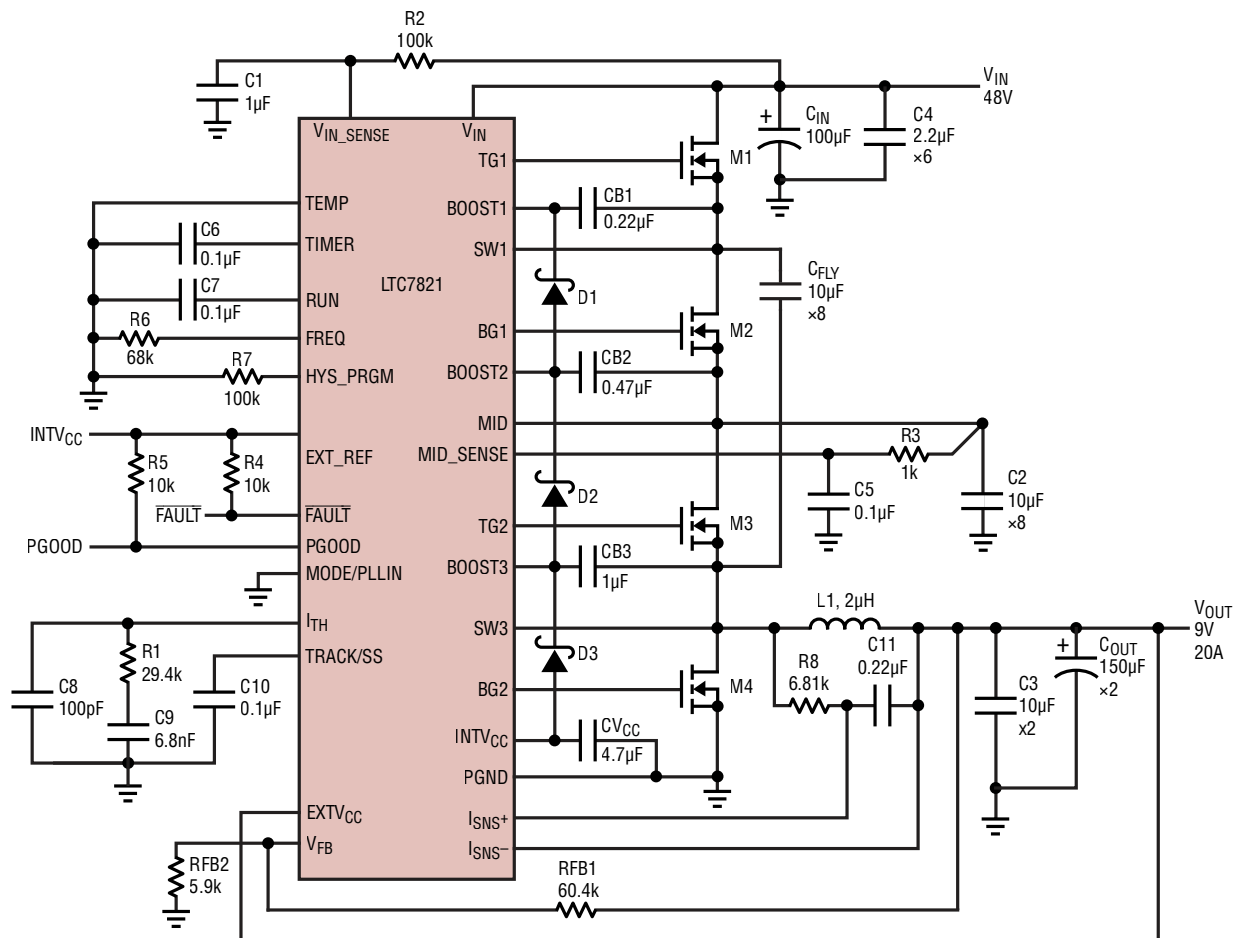 R2
100k
C1
1µF
VIN
48V
VIN_SENSE
VIN
CIN
+
100µF
C4
2.2µF
×6
TG1
M1
TEMP
BOOST1
CB1
0.22µF
C6
0.1µF
TIMER
SW1
LTC7821
CFLY
10µF
×8
C7
0.1µF
RUN
D1
R6
68k
FREQ
BG1
M2
R7
100k
HYS_PRGM
BOOST2
CB2
0.47µF
INTVCC
MID
R5
10k
R4
10k
EXT_REF
MID_SENSE
R3
1k
C5
0.1µF
C2
10µF
×8
D2
FAULT
FAULT
TG2
M3
PGOOD
PGOOD
MODE/PLLIN
BOOST3
CB3
1µF
ITH
SW3
L1, 2µH
VOUT
9V
20A
R1
29.4k
TRACK/SS
D3
R8
6.81k
C11
0.22µF
COUT
+
150µF
×2
C8
100pF
C9
6.8nF
C10
0.1µF
BG2
M4
C3
10µF
x2
INTVCC
CVCC
4.7µF
PGND
EXTVCC
ISNS+
VFB
ISNS–
RFB2
5.9k
RFB1
60.4k